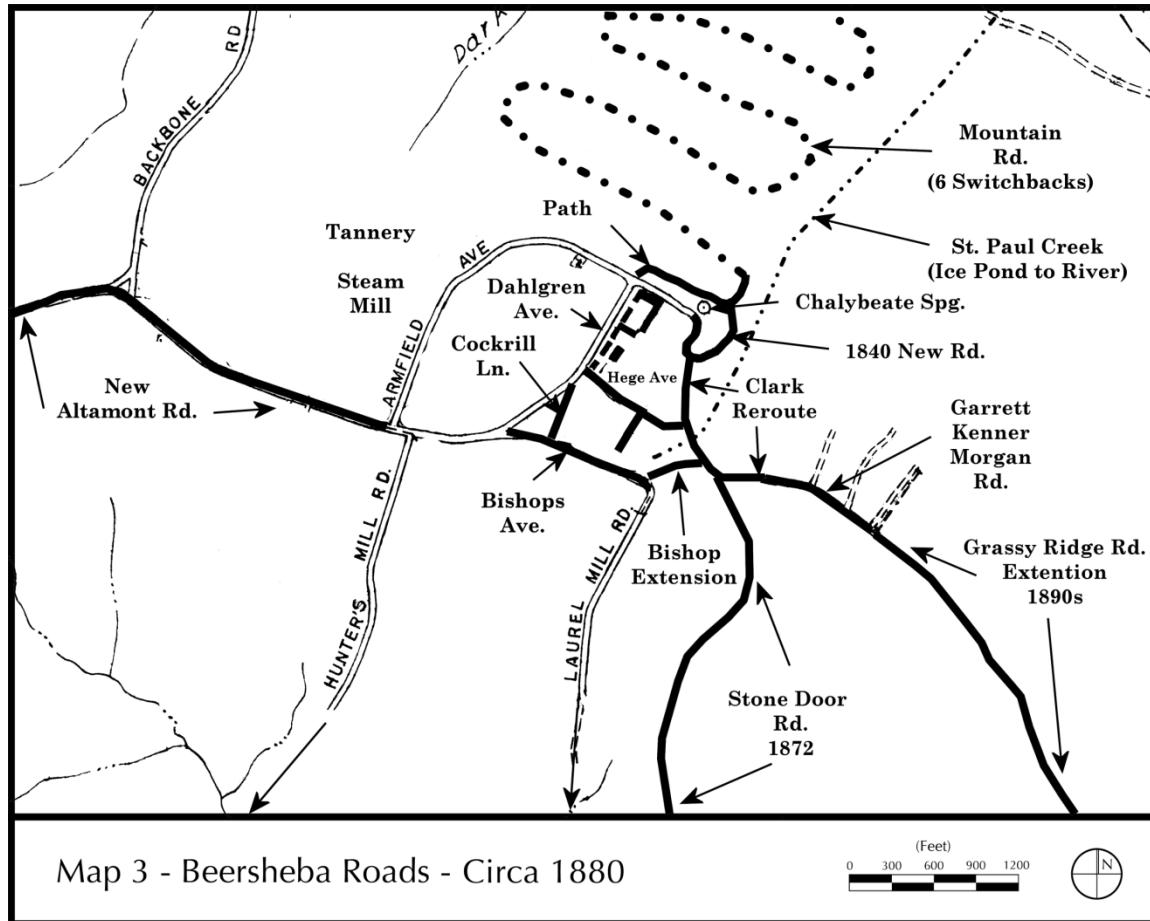 Dark
BACKBONE RD
Mountain
Rd.
(6 Switchbacks)
Path
Tannery
St. Paul Creek
(Ice Pond to River)
Steam
Mill
ARMFIELD AVE
Dahlgren
Ave.
Chalybeate Spg.
Cockrill
Ln.
1840 New Rd.
Hege Ave
New
Altamont Rd.
Clark
Reroute
Garrett
Kenner
Morgan
Rd.
Bishops
Ave.
HUNTER'S MILL RD.
LAUREL MILL RD.
Bishop
Extension
Grassy Ridge Rd.
Extention
1890s
Stone Door
Rd.
1872
Map 3 - Beersheba Roads - Circa 1880
(Feet)
0 300 600 900 1200
N